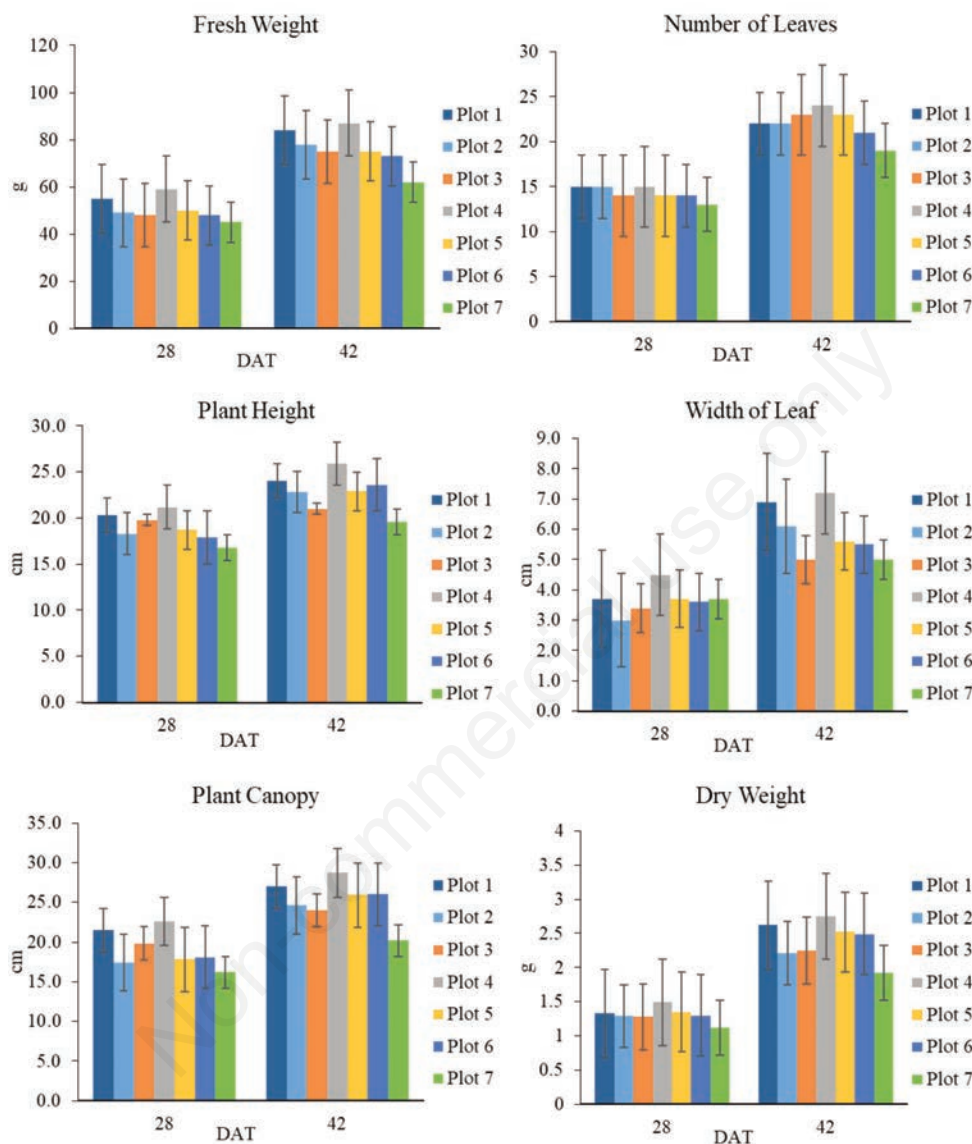 Fresh Weight
120
100
80
60
40
20
0
g
28
42
DAT
Plot 1
Plot 2
Plot 3
Plot 4
Plot 5
Plot 6
Plot 7
Number of Leaves
30
25
20
15
10
5
0
28
42
DAT
Plot 1
Plot 2
Plot 3
Plot 4
Plot 5
Plot 6
Plot 7
Plant Height
30.0
25.0
20.0
15.0
10.0
5.0
0.0
cm
28
42
DAT
Plot 1
Plot 2
Plot 3
Plot 4
Plot 5
Plot 6
Plot 7
Width of Leaf
9.0
8.0
7.0
6.0
5.0
4.0
3.0
2.0
1.0
0.0
cm
28
42
DAT
Plot 1
Plot 2
Plot 3
Plot 4
Plot 5
Plot 6
Plot 7
Plant Canopy
35.0
30.0
25.0
20.0
15.0
10.0
5.0
0.0
cm
28
42
DAT
Plot 1
Plot 2
Plot 3
Plot 4
Plot 5
Plot 6
Plot 7
Dry Weight
4
3.5
3
2.5
2
1.5
1
0.5
0
g
28
42
DAT
Plot 1
Plot 2
Plot 3
Plot 4
Plot 5
Plot 6
Plot 7
Non-commercial use only